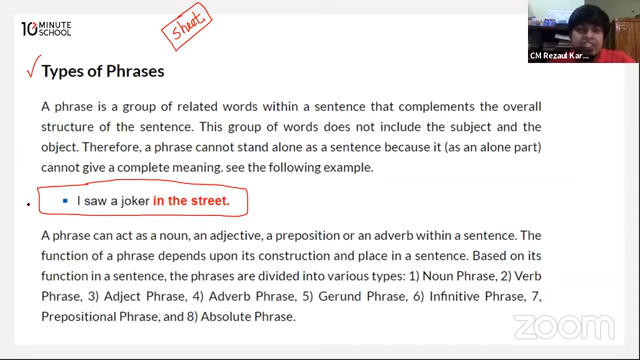 10 MINUTE
SCHOOL
sheet
CM Rezaul Kar...
Types of Phrases
A phrase is a group of related words within a sentence that complements the overall
structure of the sentence. This group of words does not include the subject and the
object. Therefore, a phrase cannot stand alone as a sentence because it (as an alone part)
cannot give a complete meaning. see the following example.
I saw a joker in the street.
A phrase can act as a noun, an adjective, a preposition or an adverb within a sentence. The
function of a phrase depends upon its construction and place in a sentence. Based on its
function in a sentence, the phrases are divided into various types: 1) Noun Phrase, 2) Verb
Phrase, 3) Adject Phrase, 4) Adverb Phrase, 5) Gerund Phrase, 6) Infinitive Phrase, 7,
Prepositional Phrase, and 8) Absolute Phrase.
zoom